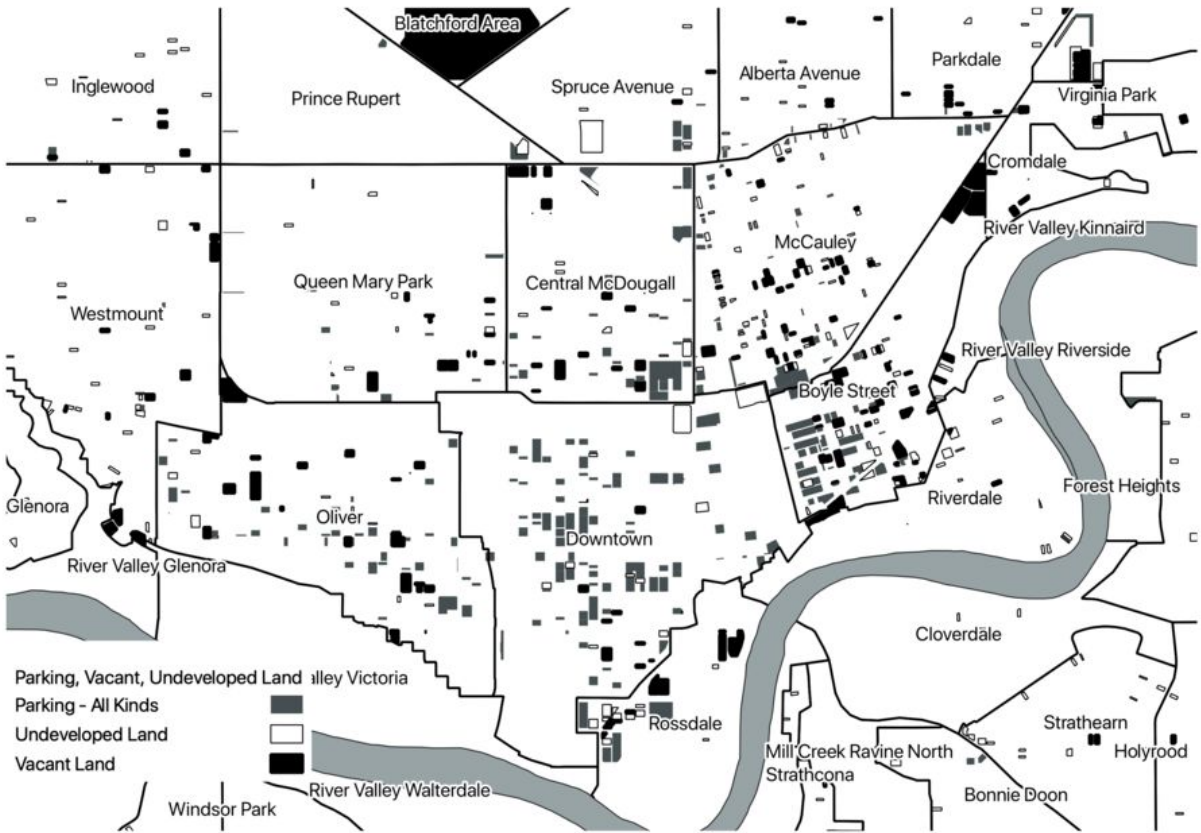 Blatchford Area
Inglewood
Prince Rupert
Spruce Avenue
Alberta Avenue
Parkdale
Virginia Park
Cromdale
River Valley Kinnaird
McCauley
Queen Mary Park
Central McDougall
Westmount
River Valley Riverside
Boyle Street
Glenora
Oliver
Downtown
Riverdale
Forest Heights
River Valley Glenora
Cloverdale
Parking, Vacant, Undeveloped Land
alley Victoria
Parking - All Kinds
Undeveloped Land
Vacant Land
Rossdale
Strathearn
Mill Creek Ravine North
Holyrood
Strathcona
River Valley Walterdale
Bonnie Doon
Windsor Park